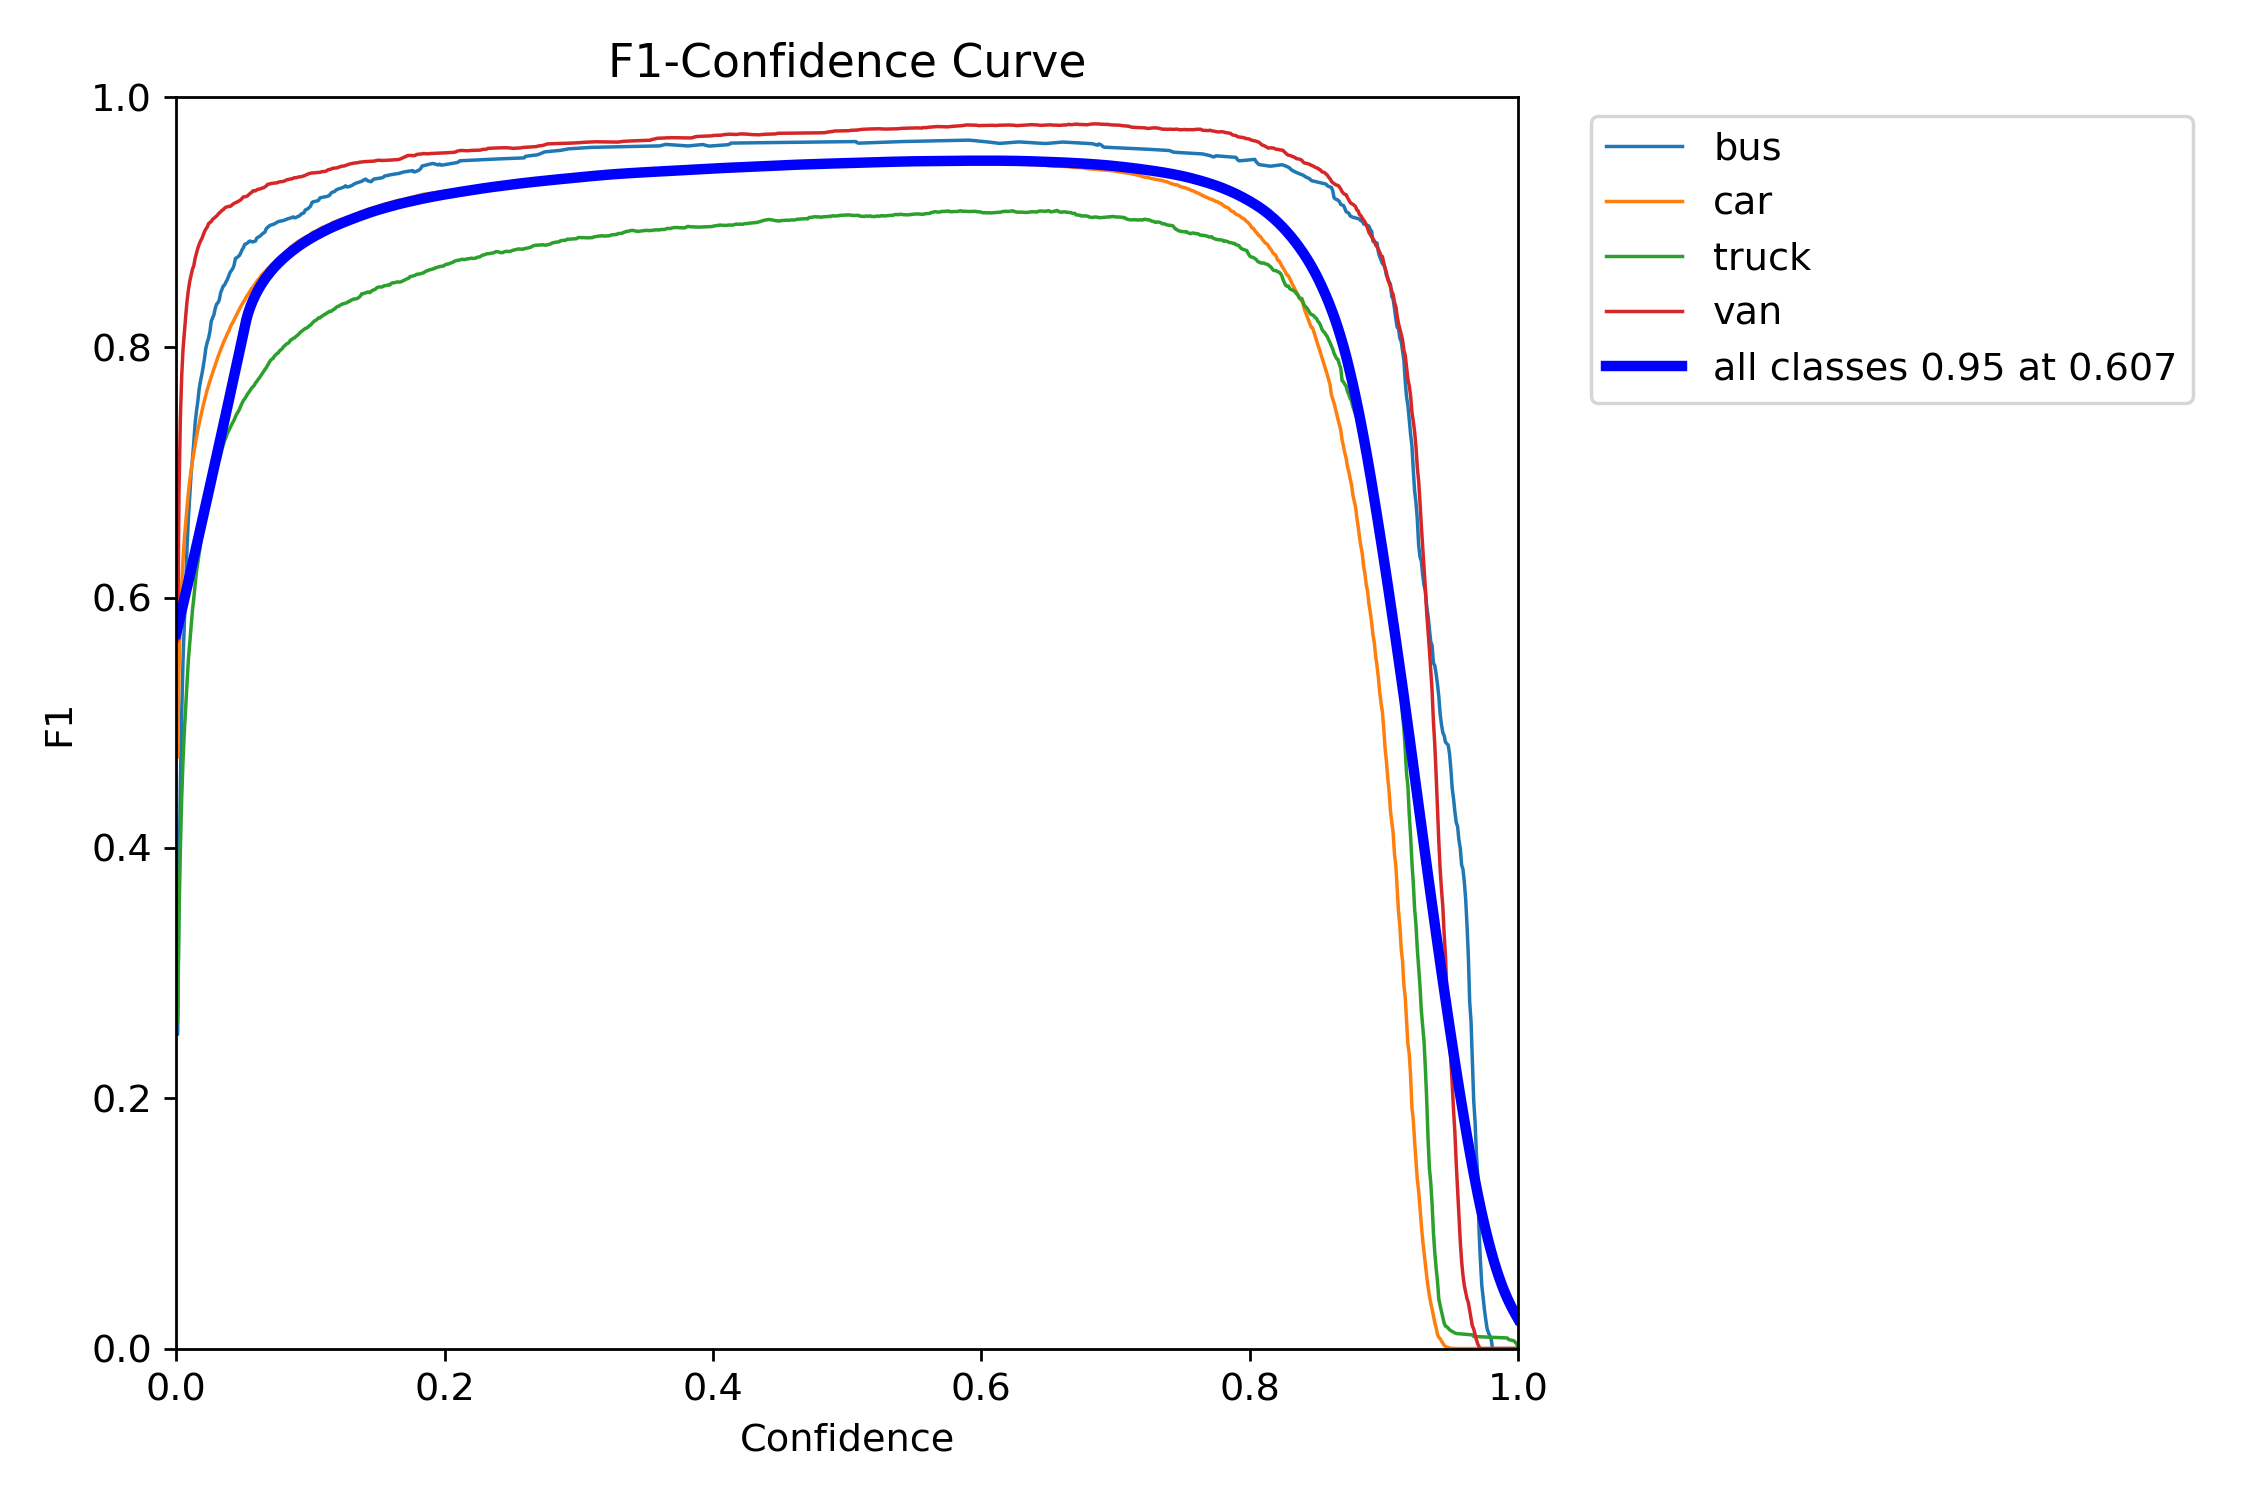 F1-Confidence Curve
1.0
0.8
0.6
0.4
0.2
0.0
F1
0.0 0.2 0.4 0.6 0.8 1.0
Confidence
bus
car
truck
van
all classes 0.95 at 0.607